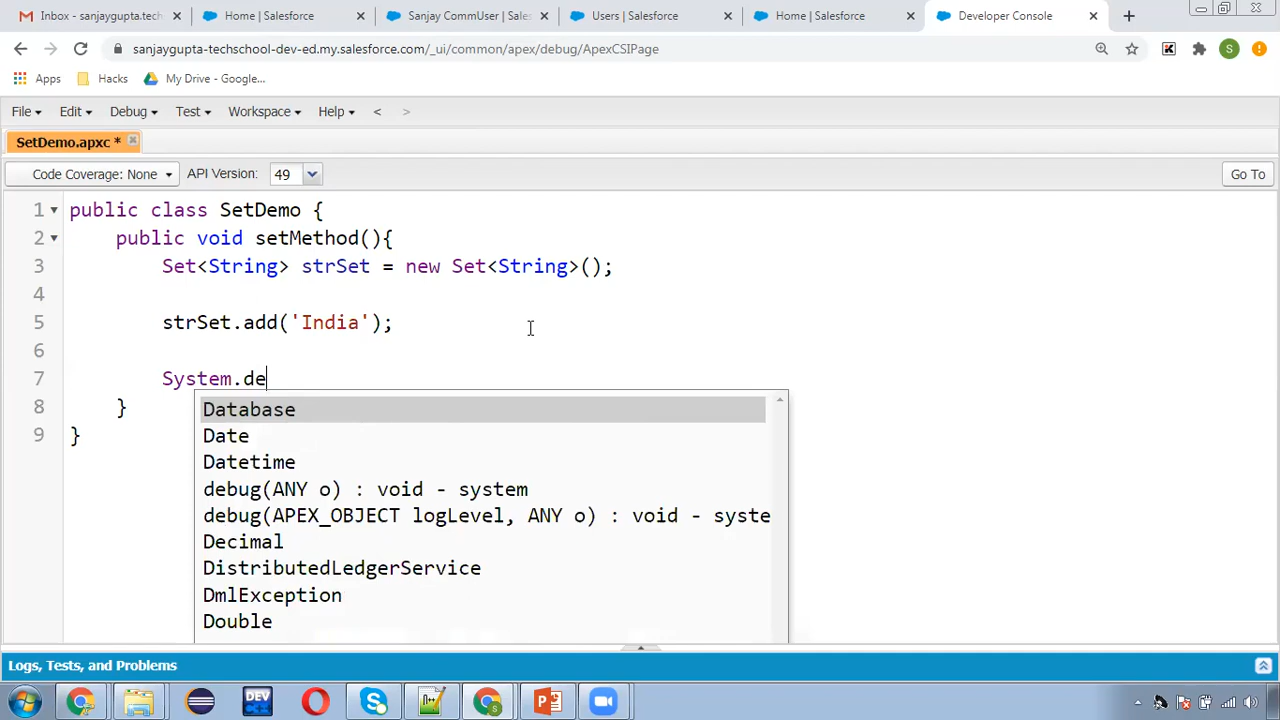 Inbox - sanjaygupta.tech × Home | Salesforce × Sanjay CommUser | Sales × Users | Salesforce × Home | Salesforce × Developer Console × +
sanjaygupta-techschool-dev-ed.my.salesforce.com/_ui/common/apex/debug/ApexCSIPage
Apps Hacks My Drive - Google...
File Edit Debug Test Workspace Help < >
SetDemo.apxc *
Code Coverage: None API Version: 49 Go To
1 public class SetDemo {
2 public void setMethod(){
3 Set<String> strSet = new Set<String>();
4
5 strSet.add('India');
6
7 System.de
8 }
9 }
Database
Date
Datetime
debug(ANY o) : void - system
debug(APEX_OBJECT logLevel, ANY o) : void - syste
Decimal
DistributedLedgerService
DmlException
Double
Logs, Tests, and Problems